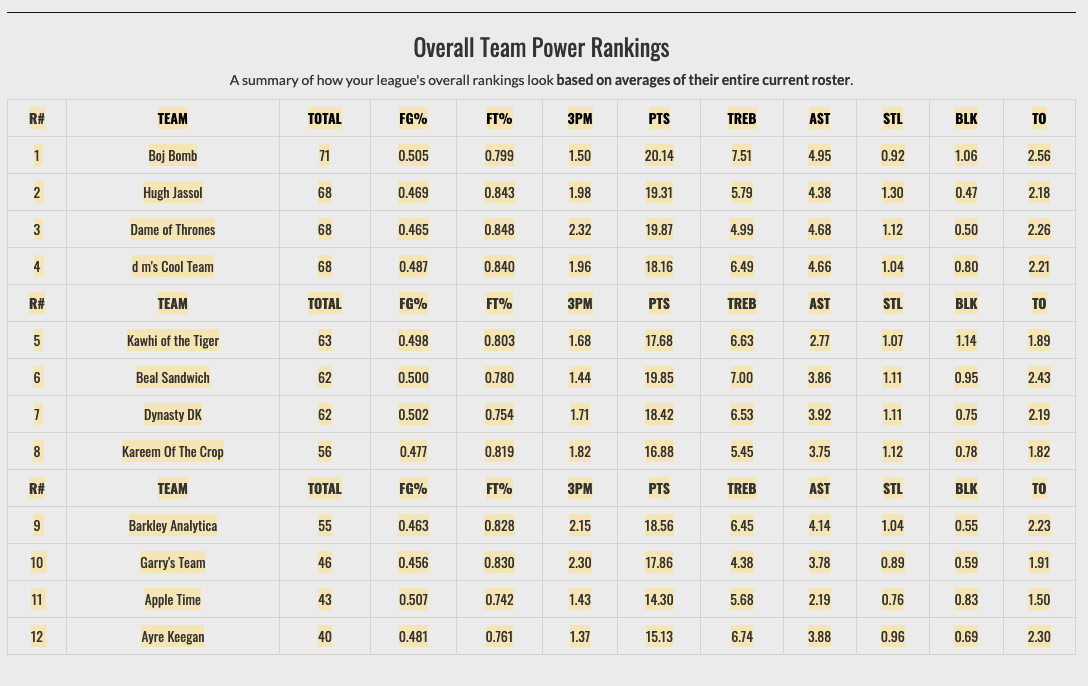 Overall Team Power Rankings
A summary of how your league's overall rankings look based on averages of their entire current roster.
R# TEAM TOTAL FG% FT% 3PM PTS TREB AST STL BLK TO
1 Boj Bomb 71 0.505 0.799 1.50 20.14 7.51 4.95 0.92 1.06 2.56
2 Hugh Jassol 68 0.469 0.843 1.98 19.31 5.79 4.38 1.30 0.47 2.18
3 Dame of Thrones 68 0.465 0.848 2.32 19.87 4.99 4.68 1.12 0.50 2.26
4 d m's Cool Team 68 0.487 0.840 1.96 18.16 6.49 4.66 1.04 0.80 2.21
R# TEAM TOTAL FG% FT% 3PM PTS TREB AST STL BLK TO
5 Kawhi of the Tiger 63 0.498 0.803 1.68 17.68 6.63 2.77 1.07 1.14 1.89
6 Beal Sandwich 62 0.500 0.780 1.44 19.85 7.00 3.86 1.11 0.95 2.43
7 Dynasty DK 62 0.502 0.754 1.71 18.42 6.53 3.92 1.11 0.75 2.19
8 Kareem Of The Crop 56 0.477 0.819 1.82 16.88 5.45 3.75 1.12 0.78 1.82
R# TEAM TOTAL FG% FT% 3PM PTS TREB AST STL BLK TO
9 Barkley Analytica 55 0.463 0.828 2.15 18.56 6.45 4.14 1.04 0.55 2.23
10 Garry's Team 46 0.456 0.830 2.30 17.86 4.38 3.78 0.89 0.59 1.91
11 Apple Time 43 0.507 0.742 1.43 14.30 5.68 2.19 0.76 0.83 1.50
12 Ayre Keegan 40 0.481 0.761 1.37 15.13 6.74 3.88 0.96 0.69 2.30